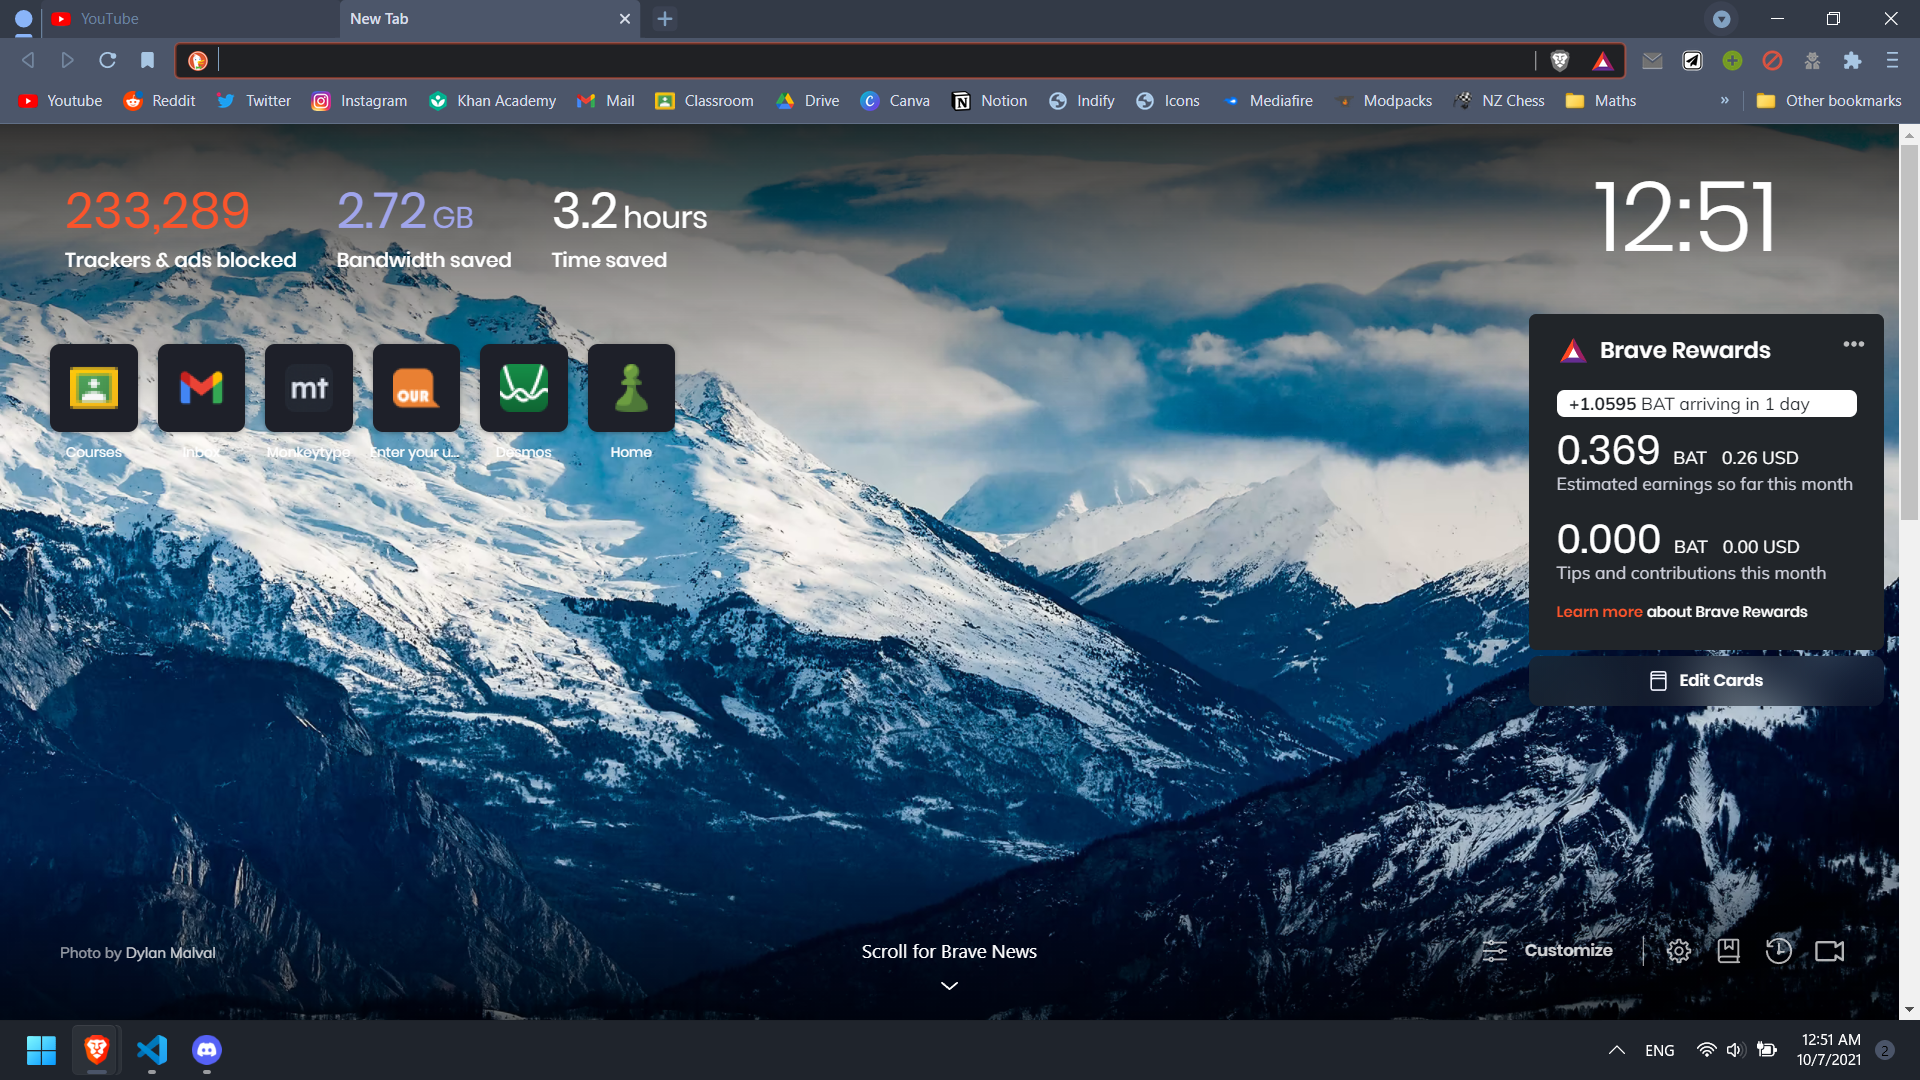 YouTube
New Tab
Youtube Reddit Twitter Instagram Khan Academy Mail Classroom Drive Canva Notion Indify Icons Mediafire Modpacks NZ Chess Maths » Other bookmarks
233,289 2.72 GB 3.2 hours
Trackers & ads blocked Bandwidth saved Time saved
12:51
Brave Rewards
+1.0595 BAT arriving in 1 day
0.369 BAT 0.26 USD
Estimated earnings so far this month
0.000 BAT 0.00 USD
Tips and contributions this month
Learn more about Brave Rewards
Edit Cards
mt
OUR
Courses Inbox Monkeytype Enter your u... Desmos Home
Photo by Dylan Malval
Scroll for Brave News
Customize
ENG
12:51 AM
10/7/2021
2